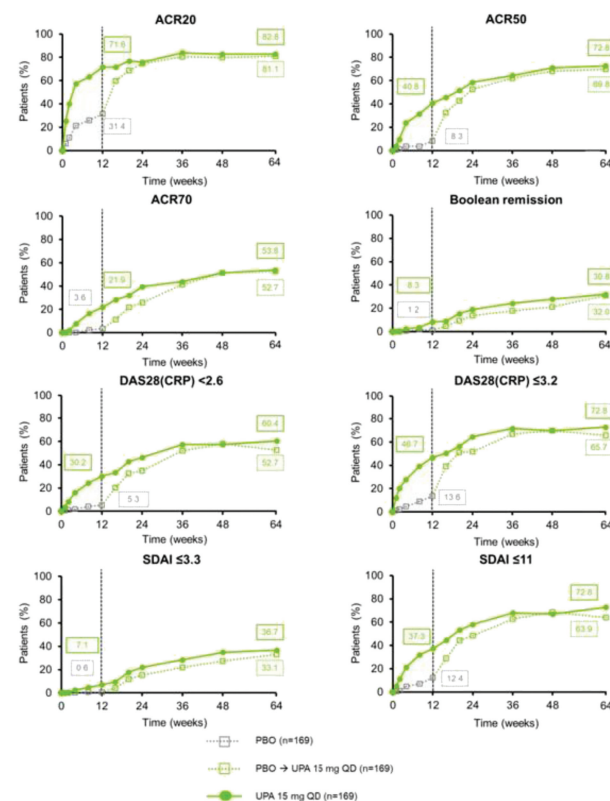 ACR20
100
80
60
40
20
0
Patients (%)
71.6
31.4
82.8
81.1
0 12 24 36 48 64
Time (weeks)
ACR50
100
80
60
40
20
0
Patients (%)
40.8
8.3
72.8
69.8
0 12 24 36 48 64
Time (weeks)
ACR70
100
80
60
40
20
0
Patients (%)
3.6
21.9
53.8
52.7
0 12 24 36 48 64
Time (weeks)
Boolean remission
100
80
60
40
20
0
Patients (%)
8.3
1.2
30.8
32.0
0 12 24 36 48 64
Time (weeks)
DAS28(CRP) <2.6
100
80
60
40
20
0
Patients (%)
30.2
5.3
60.4
52.7
0 12 24 36 48 64
Time (weeks)
DAS28(CRP) ≤3.2
100
80
60
40
20
0
Patients (%)
46.7
13.6
72.8
65.7
0 12 24 36 48 64
Time (weeks)
SDAI ≤3.3
100
80
60
40
20
0
Patients (%)
7.1
0.6
36.7
33.1
0 12 24 36 48 64
Time (weeks)
SDAI ≤11
100
80
60
40
20
0
Patients (%)
37.3
12.4
72.8
63.9
0 12 24 36 48 64
Time (weeks)
PBO (n=169)
PBO → UPA 15 mg QD (n=169)
UPA 15 mg QD (n=169)